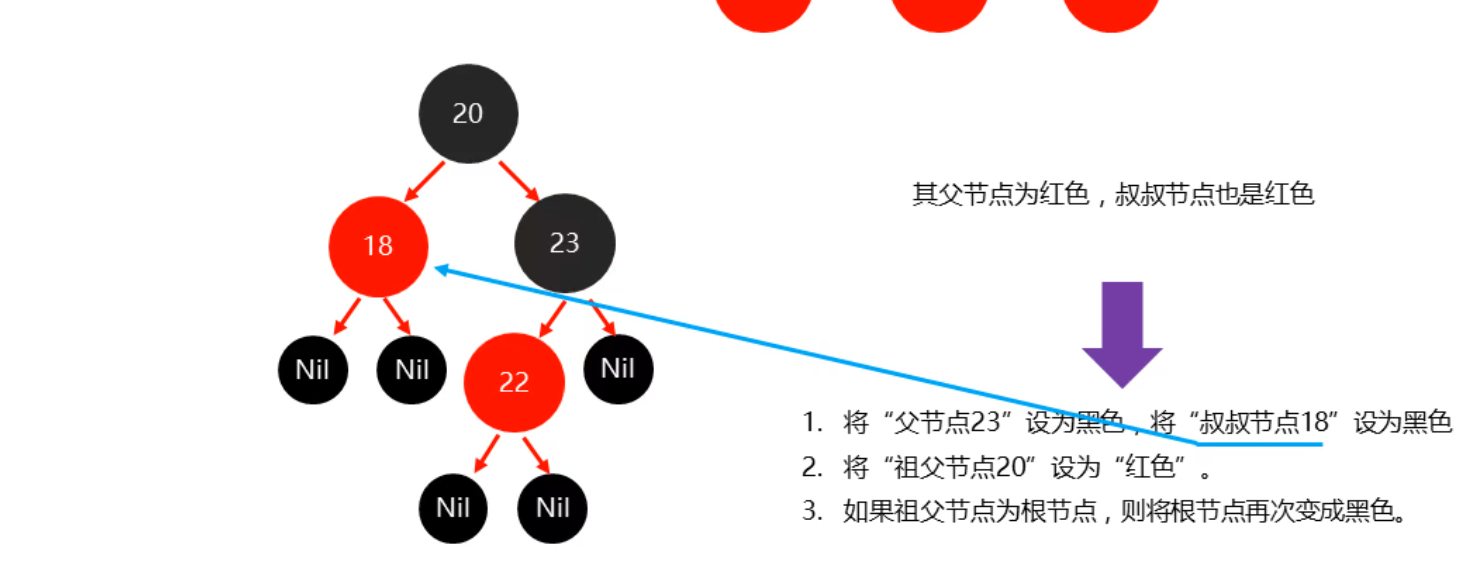 20
其父节点为红色，叔叔节点也是红色
18 23
Nil Nil 22 Nil
1. 将“父节点23”设为黑色，将“叔叔节点18”设为黑色
2. 将“祖父节点20”设为“红色”。
Nil Nil
3. 如果祖父节点为根节点，则将根节点再次变成黑色。